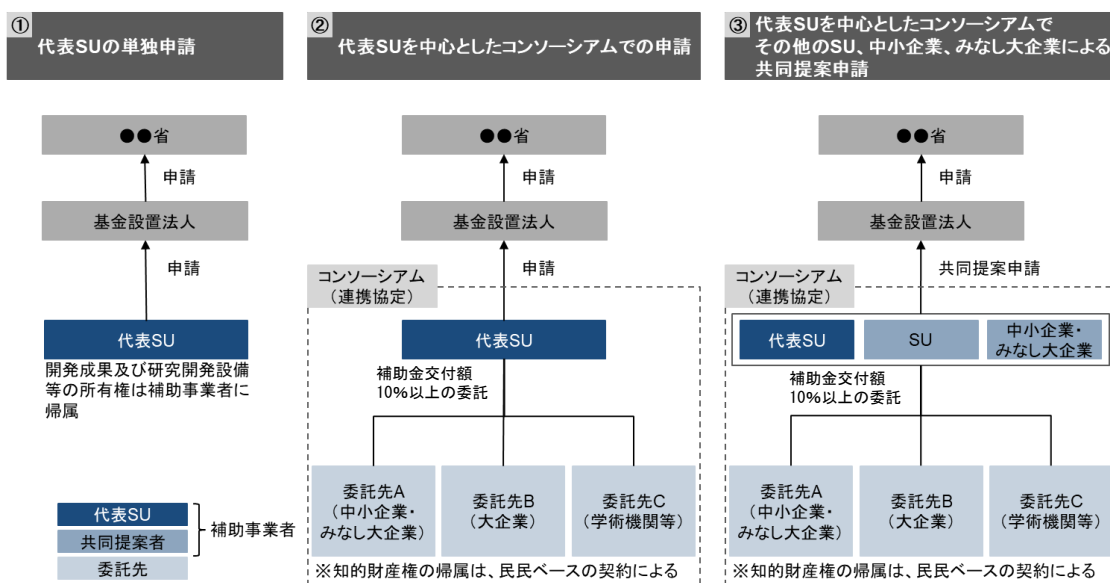 ①
代表SUの単独申請
●●省
申請
基金設置法人
申請
代表SU
開発成果及び研究開発設備
等の所有権は補助事業者に
帰属
代表SU
共同提案者
委託先
補助事業者
②
代表SUを中心としたコンソーシアムでの申請
●●省
申請
基金設置法人
申請
コンソーシアム
（連携協定）
代表SU
補助金交付額
10%以上の委託
委託先A
（中小企業・
みなし大企業）
委託先B
（大企業）
委託先C
（学術機関等）
※知的財産権の帰属は、民民ベースの契約による
③
代表SUを中心としたコンソーシアムで
その他のSU、中小企業、みなし大企業による
共同提案申請
●●省
申請
基金設置法人
共同提案申請
コンソーシアム
（連携協定）
代表SU
SU
中小企業・
みなし大企業
補助金交付額
10%以上の委託
委託先A
（中小企業・
みなし大企業）
委託先B
（大企業）
委託先C
（学術機関等）
※知的財産権の帰属は、民民ベースの契約による